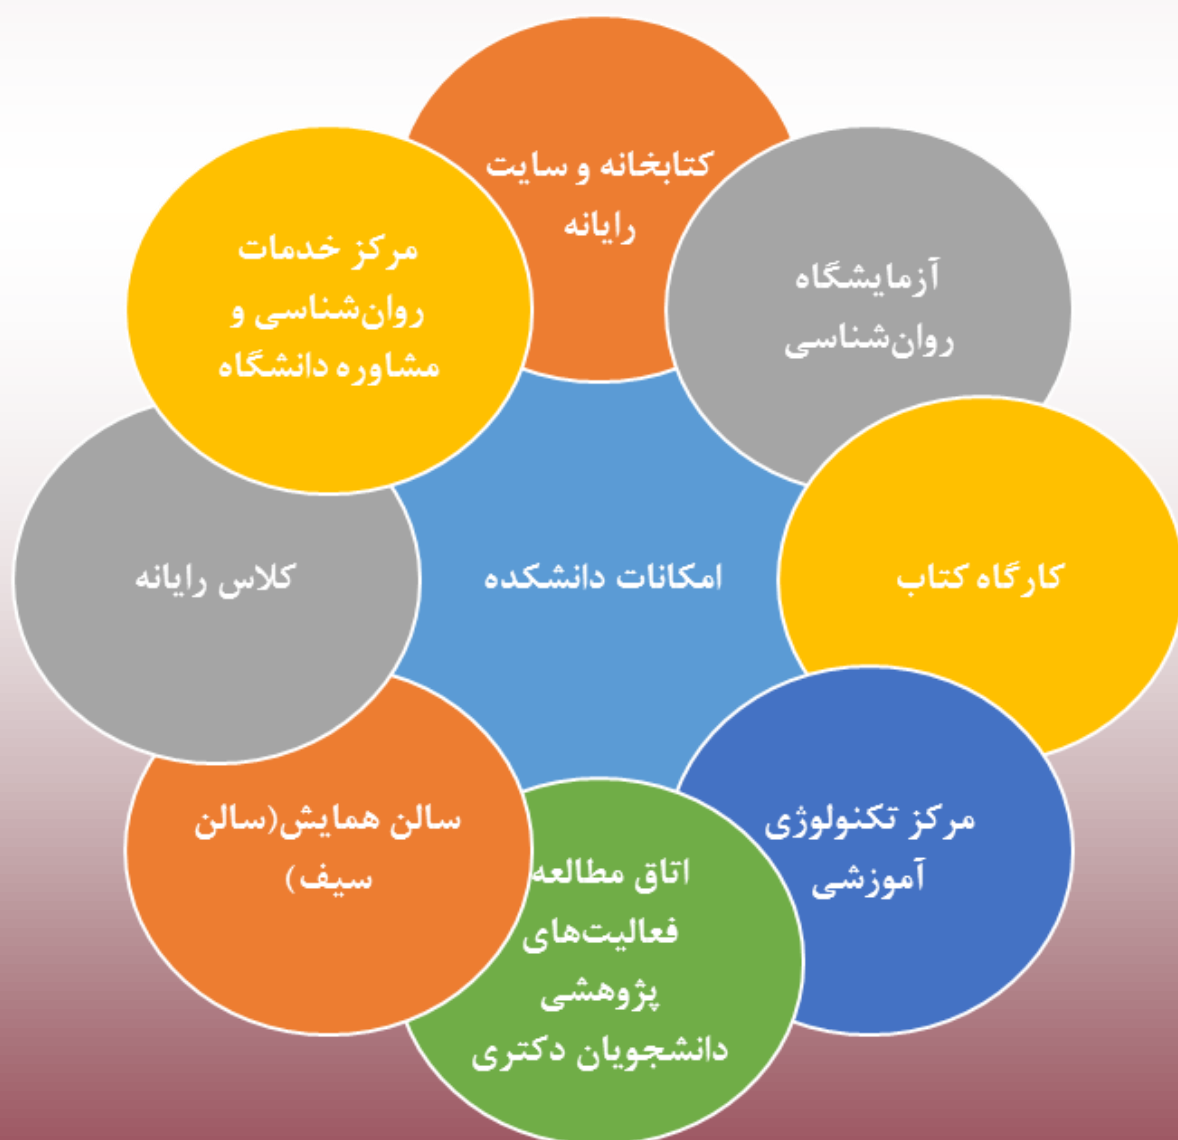 کتابخانه و سایت
رایانه
آزمایشگاه
روان‌شناسی
کارگاه کتاب
مرکز تکنولوژی
آموزشی
اتاق مطالعه
فعالیت‌های
پژوهشی
دانشجویان دکتری
سالن همایش(سالن
سیف)
کلاس رایانه
مرکز خدمات
روان‌شناسی و
مشاوره دانشگاه
امکانات دانشکده